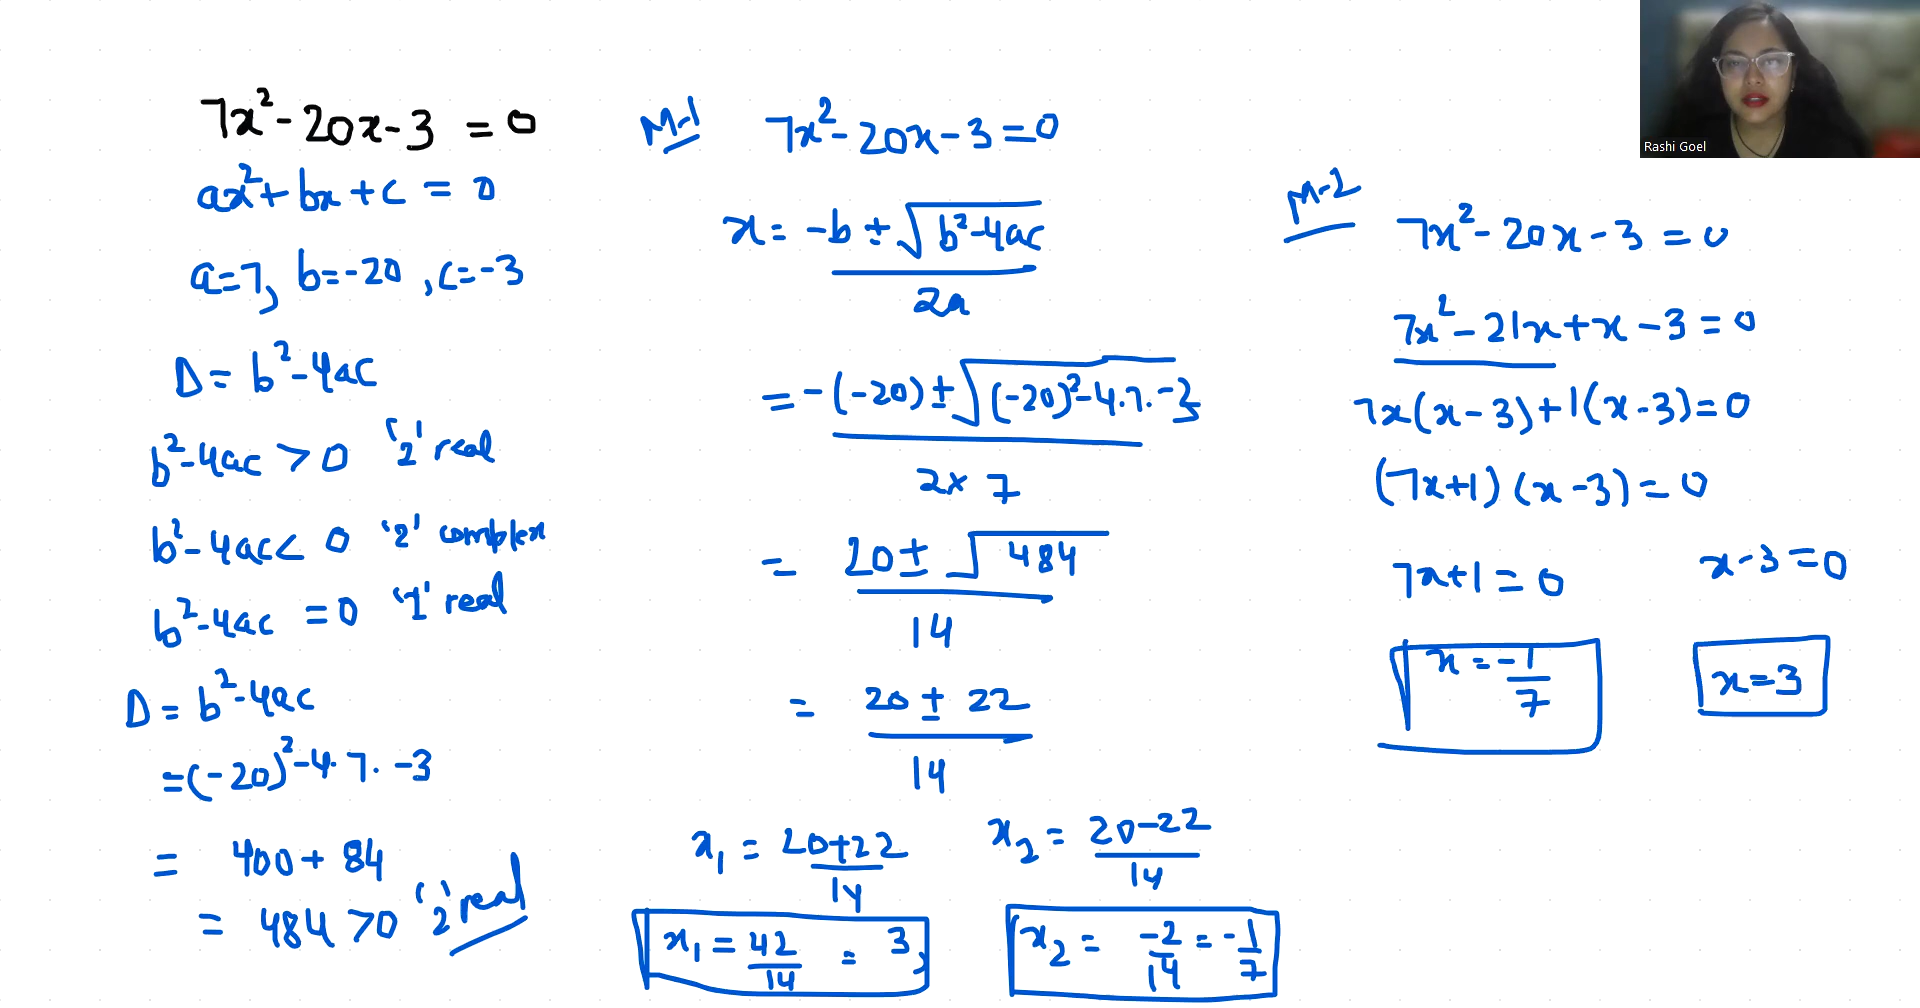 7x² - 20x - 3 = 0
ax² + bx + c = 0
a=7, b=-20, c=-3
D = b² - 4ac
b² - 4ac > 0 '2' real
b² - 4ac < 0 '2' complex
b² - 4ac = 0 '1' real
D = b² - 4ac
= (-20)² - 4·7·-3
= 400 + 84
= 484 > 0 '2' real
M-1
7x² - 20x - 3 = 0
x = (-b ± √(b² - 4ac)) / 2a
= (-(-20) ± √((-20)² - 4·7·-3)) / 2×7
= (20 ± √484) / 14
= (20 ± 22) / 14
x₁ = (20+22)/14
x₁ = 42/14 = 3,
x₂ = (20-22)/14
x₂ = -2/14 = -1/7
M-2
7x² - 20x - 3 = 0
7x² - 21x + x - 3 = 0
7x(x-3) + 1(x-3) = 0
(7x+1)(x-3) = 0
7x+1 = 0
x = -1/7
x-3 = 0
x=3
Rashi Goel